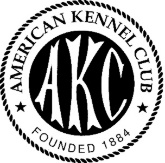 AMERICAN KENNEL CLUB
AKC
FOUNDED 1884